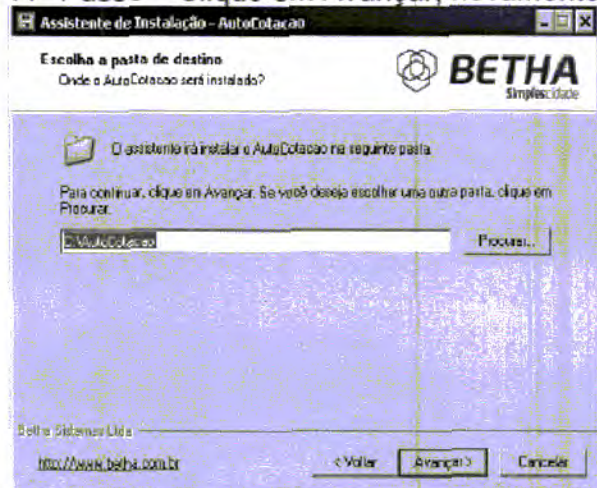 Assistente de Instalação - AutoCotacao
Escolha a pasta de destino
Onde o AutoCotacao será instalado?
BETHA
Simplescidade
O assistente irá instalar o AutoCotacao na seguinte pasta.
Para continuar, clique em Avançar. Se você deseja escolher uma outra pasta, clique em
Procurar.
C:\AutoCotacao
Procurar...
Betha Sistemas Ltda
http://www.betha.com.br
< Voltar
Avançar >
Cancelar